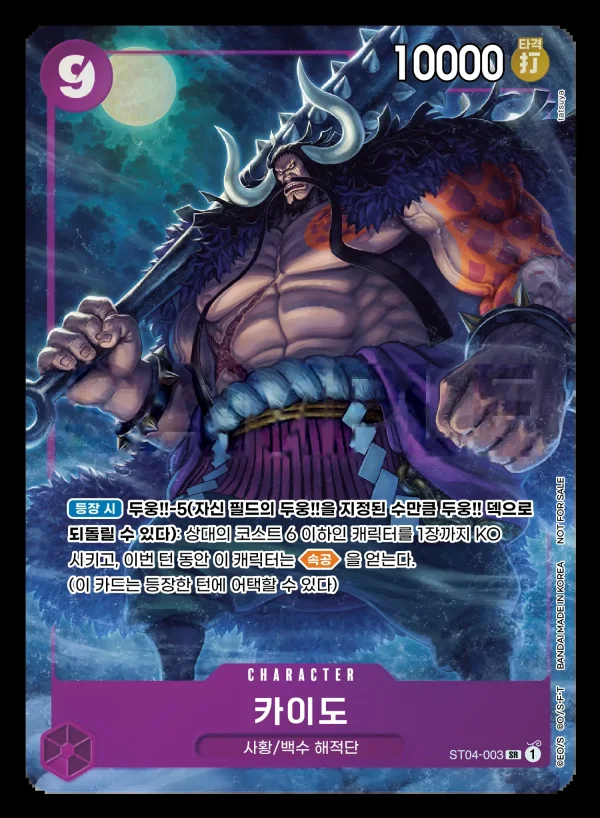 9
10000
타격
打
tatsuya
등장 시 두웅!!-5(자신 필드의 두웅!!을 지정된 수만큼 두웅!! 덱으로
되돌릴 수 있다): 상대의 코스트 6 이하인 캐릭터를 1장까지 KO
시키고, 이번 턴 동안 이 캐릭터는 속공 을 얻는다.
(이 카드는 등장한 턴에 어택할 수 있다)
CHARACTER
카이도
사황/백수 해적단
ST04-003 SR 1
©EO/S ©O/S·F·T BANDAI MADE IN KOREA NOT FOR SALE